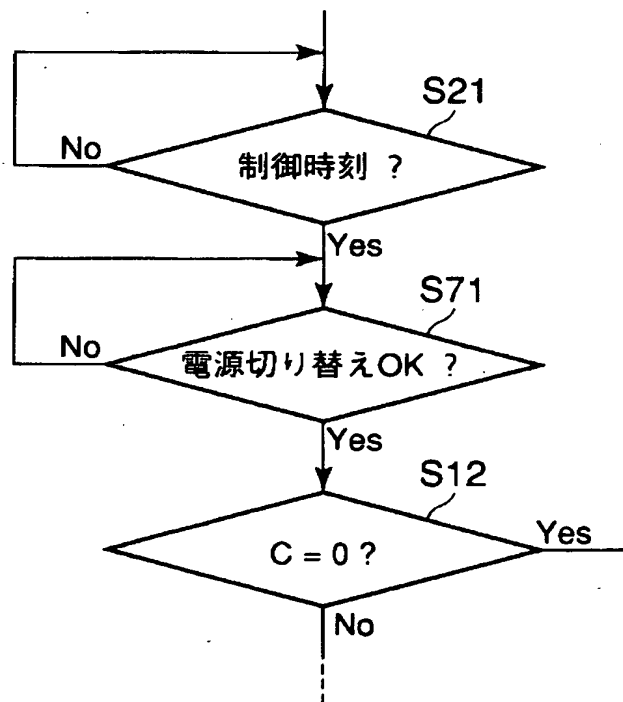 S21
制御時刻 ?
No
Yes
S71
電源切り替えOK ?
No
Yes
S12
C = 0 ?
Yes
No